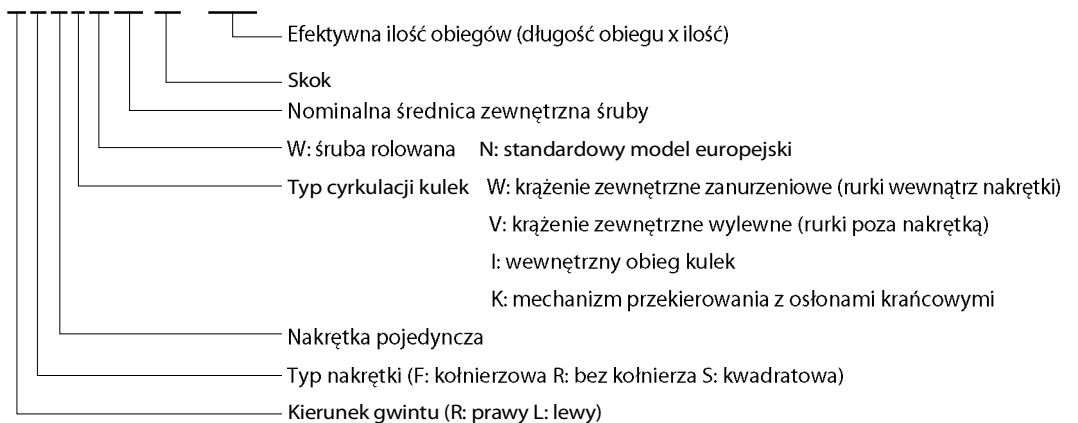 Efektywna ilość obiegów (długość obiegu x ilość)
Skok
Nominalna średnica zewnętrzna śruby
W: śruba rolowana N: standardowy model europejski
Typ cyrkulacji kulek W: krążenie zewnętrzne zanurzeniowe (rurki wewnątrz nakrętki)
V: krążenie zewnętrzne wylewne (rurki poza nakrętką)
I: wewnętrzny obieg kulek
K: mechanizm przekierowania z osłonami krańcowymi
Nakrętka pojedyncza
Typ nakrętki (F: kołnierzowa R: bez kołnierza S: kwadratowa)
Kierunek gwintu (R: prawy L: lewy)